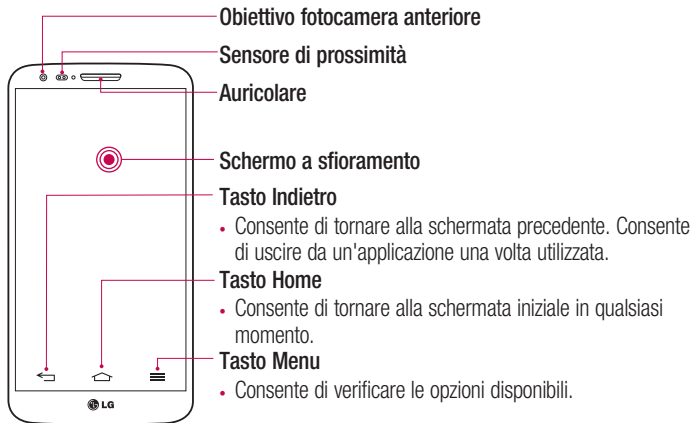 Obiettivo fotocamera anteriore
Sensore di prossimità
Auricolare
Schermo a sfioramento
Tasto Indietro
• Consente di tornare alla schermata precedente. Consente
di uscire da un'applicazione una volta utilizzata.
Tasto Home
• Consente di tornare alla schermata iniziale in qualsiasi
momento.
Tasto Menu
• Consente di verificare le opzioni disponibili.
LG